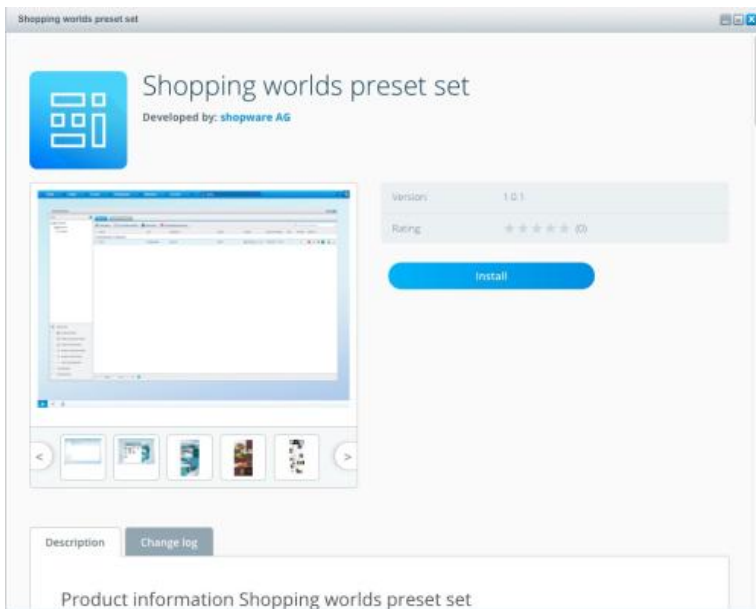 Shopping worlds preset set
Shopping worlds preset set
Developed by: shopware AG
Version: 1.0.1
Rating: (0)
Install
< >
Description Change log
Product information Shopping worlds preset set